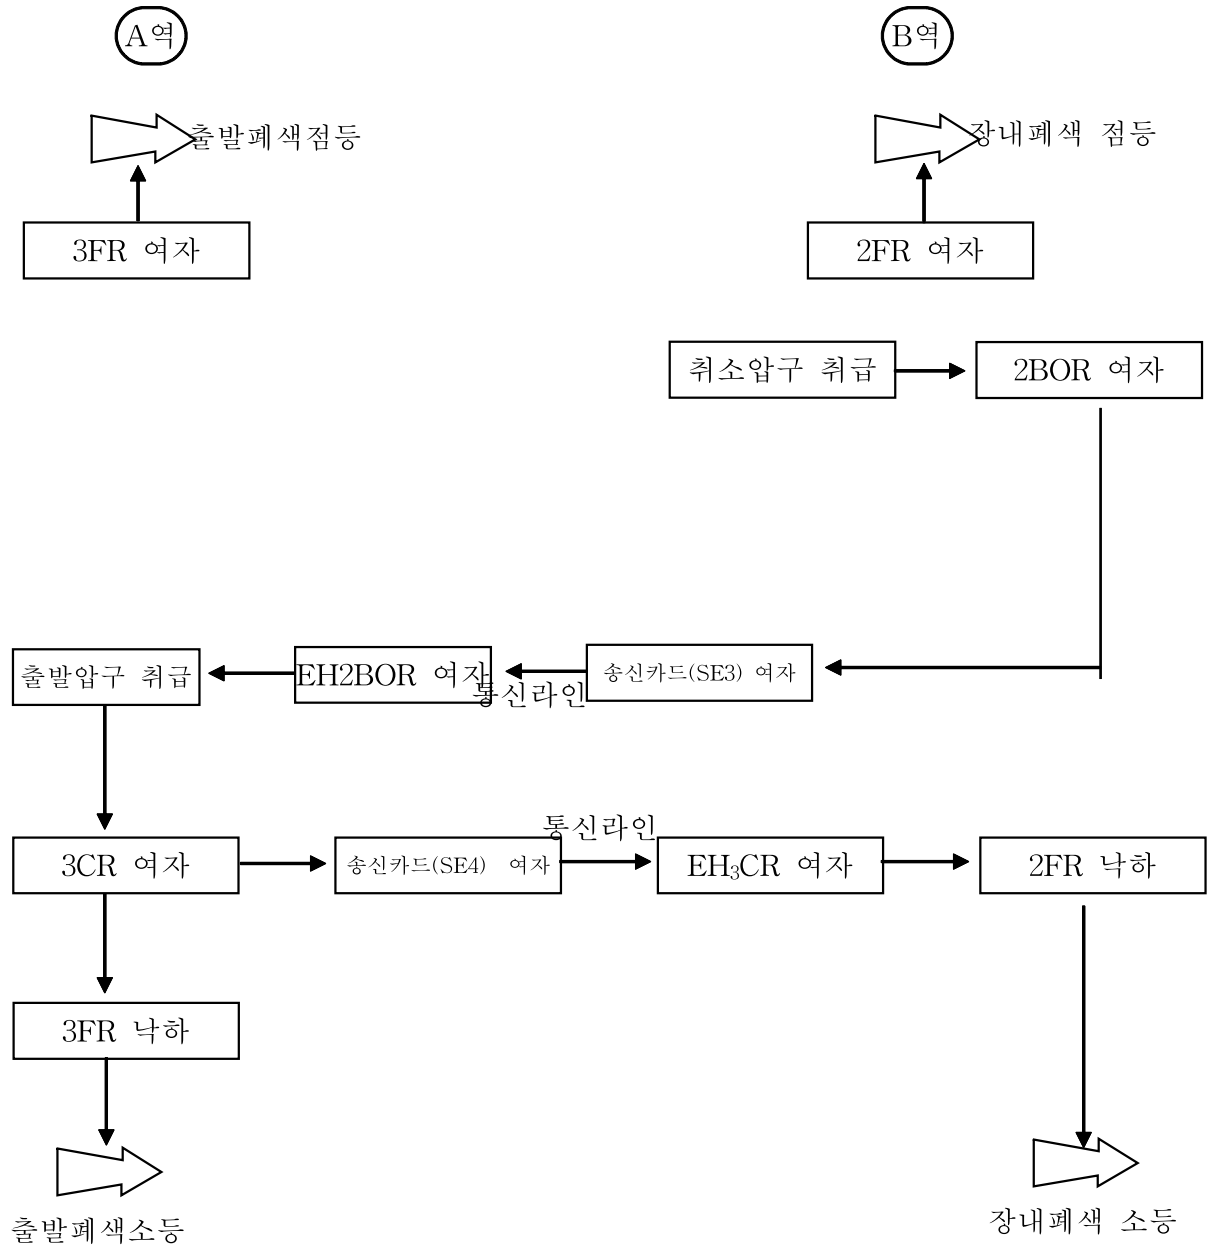 A역
B역
출발폐색점등
장내폐색 점등
3FR 여자
2FR 여자
취소압구 취급
2BOR 여자
출발압구 취급
EH2BOR 여자
통신라인
송신카드(SE3) 여자
통신라인
3CR 여자
송신카드(SE4) 여자
EH₃CR 여자
2FR 낙하
3FR 낙하
출발폐색소등
장내폐색 소등